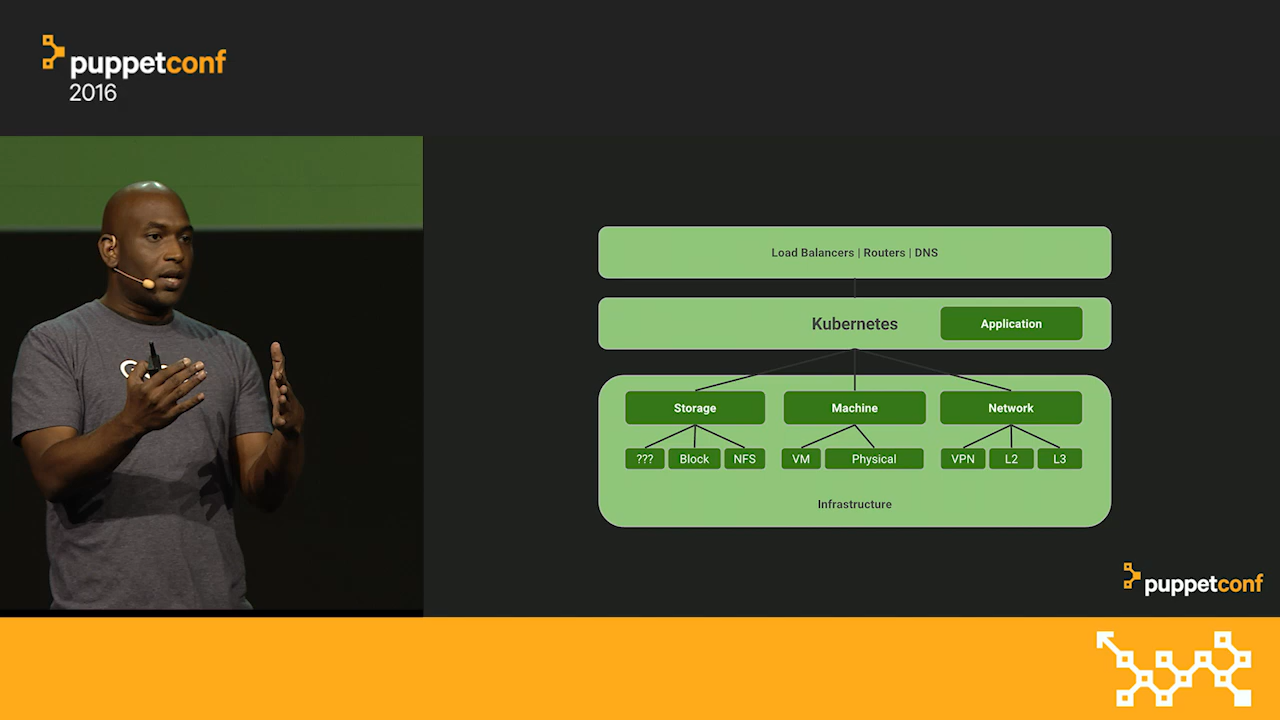 puppetconf
2016
Load Balancers | Routers | DNS
Kubernetes
Application
Storage
Machine
Network
???
Block
NFS
VM
Physical
VPN
L2
L3
Infrastructure
puppetconf